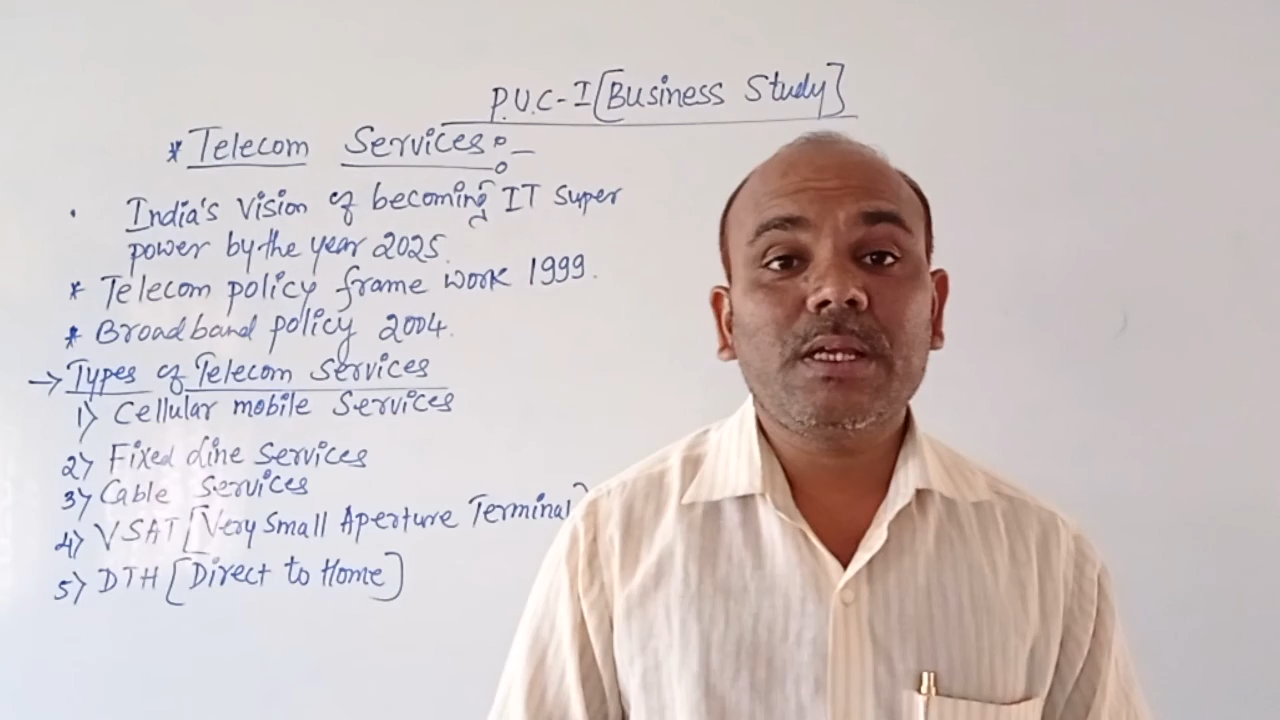 P.U.C-I[Business Study]
* Telecom Services:-
. India's vision of becoming IT super
power by the year 2025.
* Telecom policy frame work 1999.
* Broadband policy 2004.
→ Types of Telecom Services
1) Cellular mobile Services
2) Fixed Line Services
3) Cable Services
4) VSAT [Very Small Aperture Terminal]
5) DTH [Direct to Home]